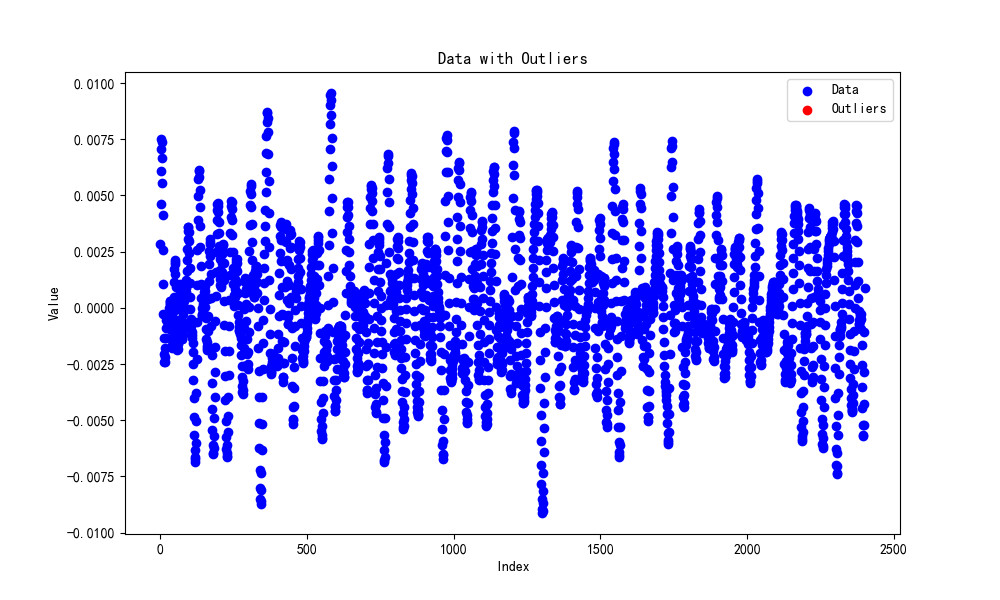 Data with Outliers
Data
Outliers
0.0100
0.0075
0.0050
0.0025
0.0000
−0.0025
−0.0050
−0.0075
−0.0100
Value
0 500 1000 1500 2000 2500
Index